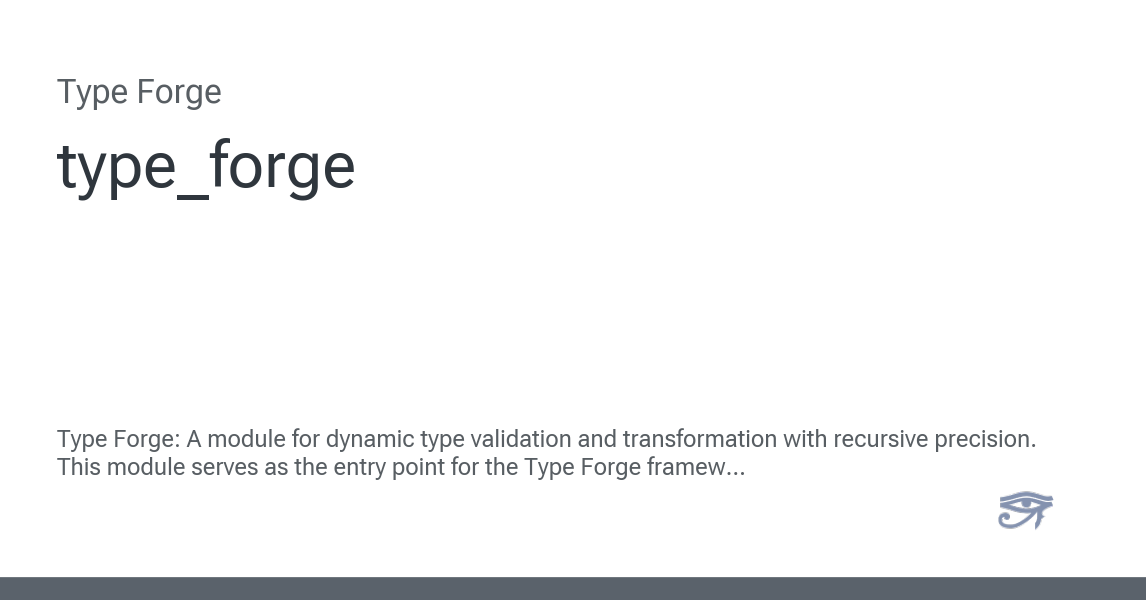 Type Forge
type_forge
Type Forge: A module for dynamic type validation and transformation with recursive precision.
This module serves as the entry point for the Type Forge framew...